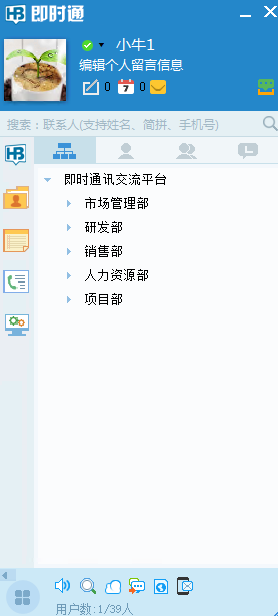 HB 即时通
小牛1
编辑个人留言信息
0 7 0
搜索：联系人(支持姓名、简拼、手机号)
HB
即时通讯交流平台
市场管理部
研发部
销售部
人力资源部
项目部
用户数:1/39人